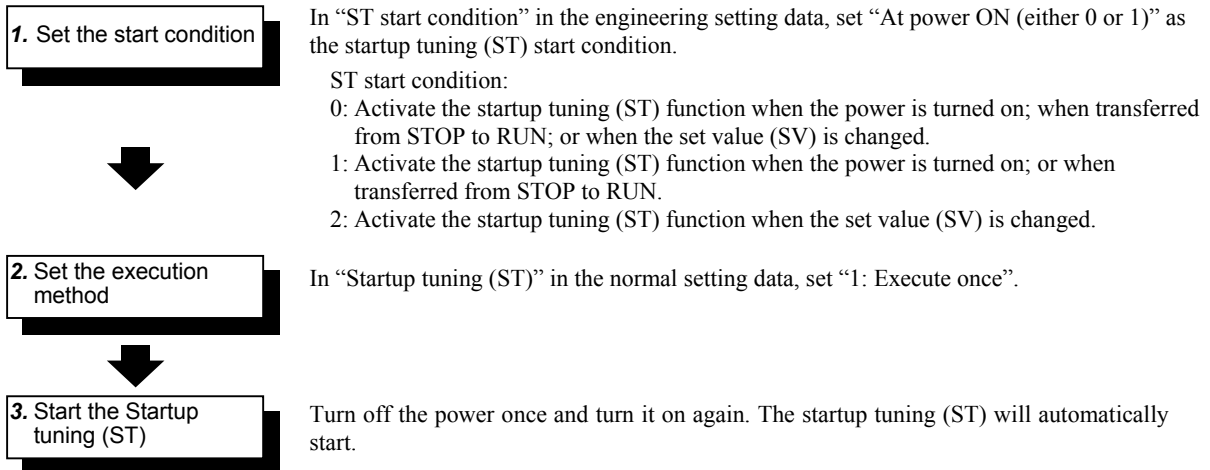 1. Set the start condition
In “ST start condition” in the engineering setting data, set “At power ON (either 0 or 1)” as
the startup tuning (ST) start condition.
ST start condition:
0: Activate the startup tuning (ST) function when the power is turned on; when transferred
from STOP to RUN; or when the set value (SV) is changed.
1: Activate the startup tuning (ST) function when the power is turned on; or when
transferred from STOP to RUN.
2: Activate the startup tuning (ST) function when the set value (SV) is changed.
2. Set the execution
method
In “Startup tuning (ST)” in the normal setting data, set “1: Execute once”.
3. Start the Startup
tuning (ST)
Turn off the power once and turn it on again. The startup tuning (ST) will automatically
start.